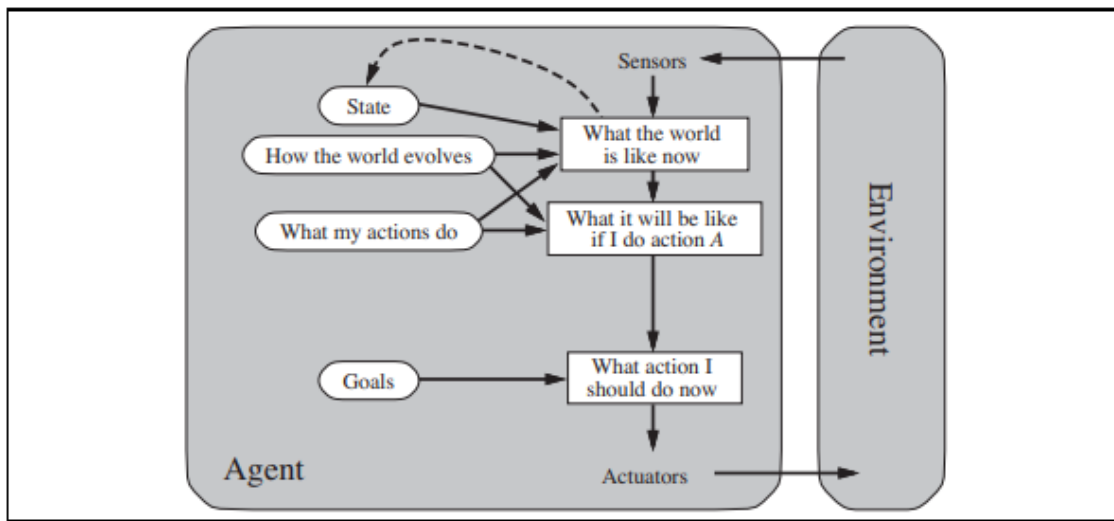 Sensors
State
What the world
is like now
How the world evolves
What it will be like
if I do action A
What my actions do
Environment
What action I
should do now
Goals
Agent
Actuators